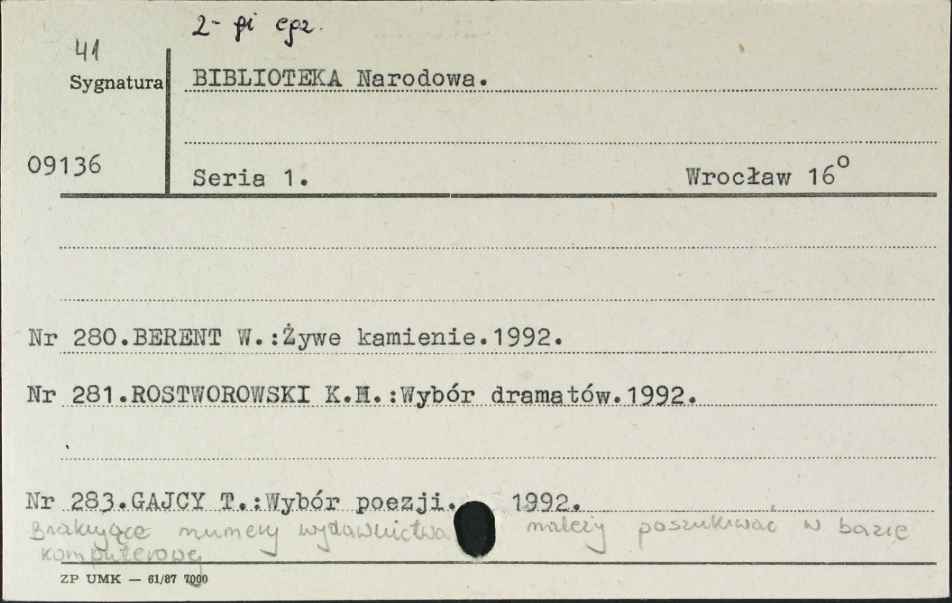 2-gi egz.
41
Sygnatura
BIBLIOTEKA Narodowa.
09136
Seria 1. Wrocław 16°
Nr 280.BERENT W.:Żywe kamienie.1992.
Nr 281.ROSTWOROWSKI K.H.:Wybór dramatów.1992.
Nr 283.GAJCY T.:Wybór poezji. 1992.
Brakujące numery wydawnictwa należy poszukiwać w bazie
komputerowej
ZP UMK — 61/87 7000